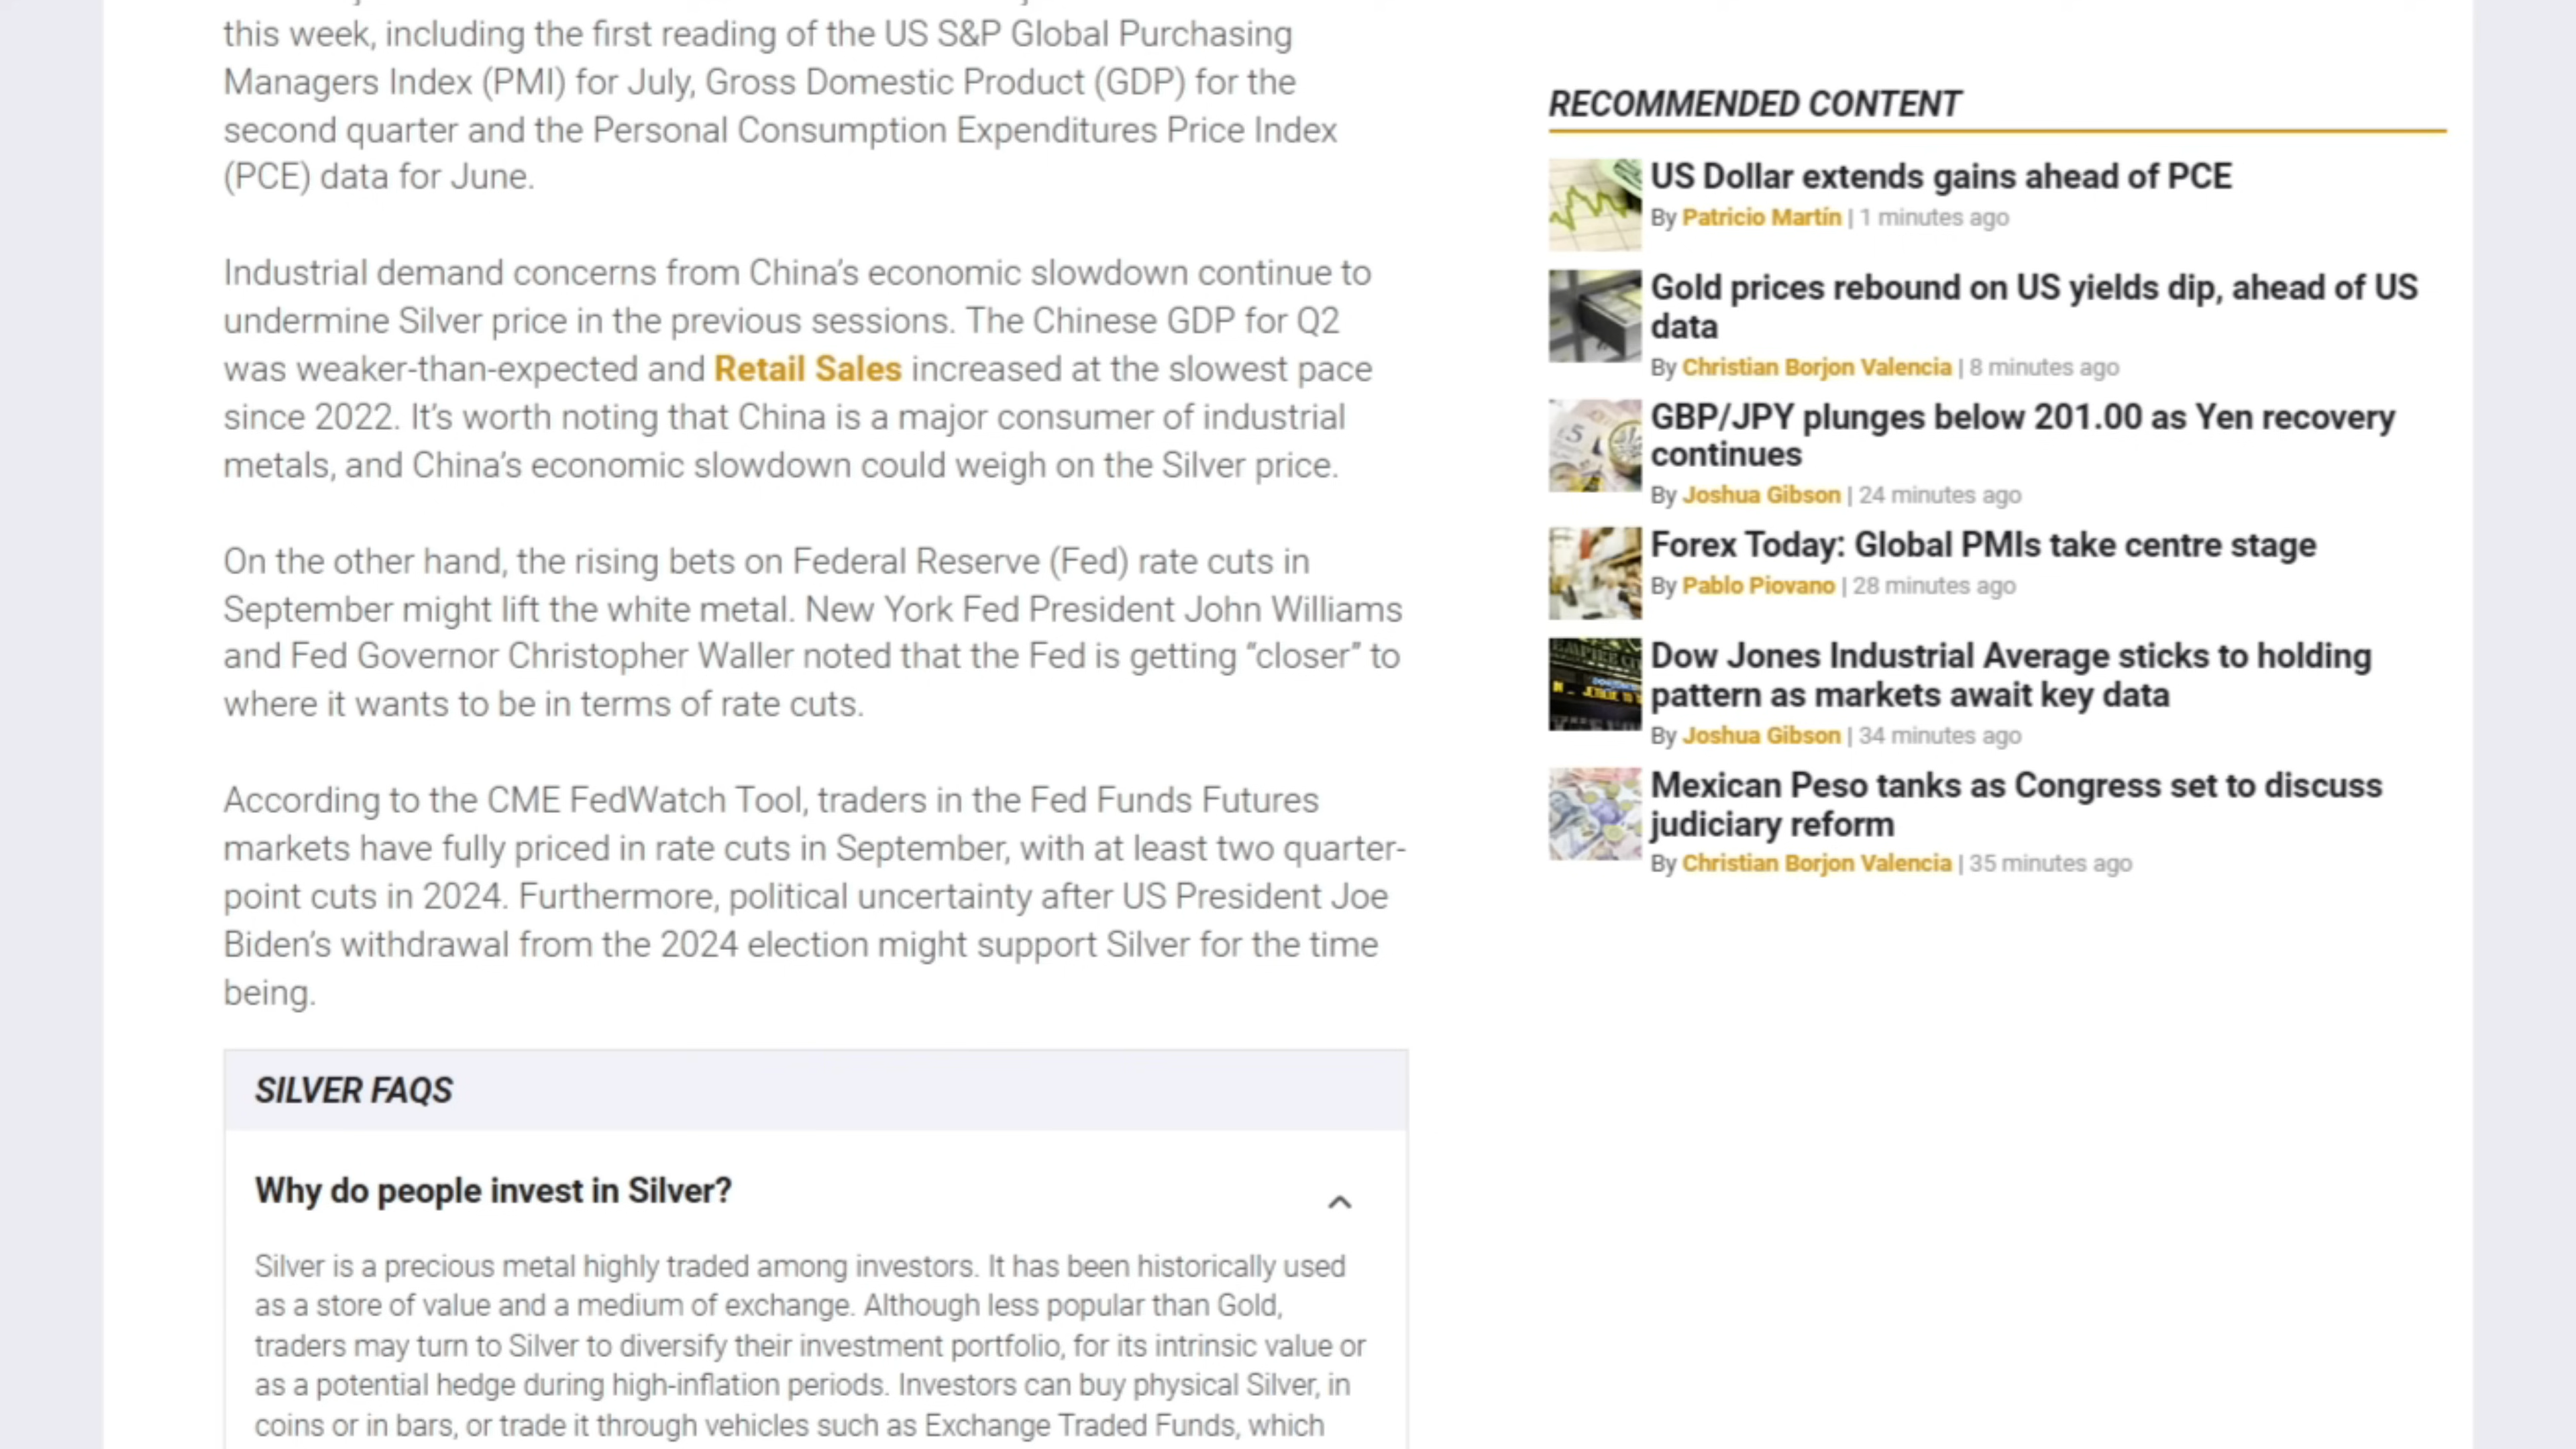 this week, including the first reading of the US S&P Global Purchasing
Managers Index (PMI) for July, Gross Domestic Product (GDP) for the
second quarter and the Personal Consumption Expenditures Price Index
(PCE) data for June.
Industrial demand concerns from China’s economic slowdown continue to
undermine Silver price in the previous sessions. The Chinese GDP for Q2
was weaker-than-expected and Retail Sales increased at the slowest pace
since 2022. It’s worth noting that China is a major consumer of industrial
metals, and China’s economic slowdown could weigh on the Silver price.
On the other hand, the rising bets on Federal Reserve (Fed) rate cuts in
September might lift the white metal. New York Fed President John Williams
and Fed Governor Christopher Waller noted that the Fed is getting “closer” to
where it wants to be in terms of rate cuts.
According to the CME FedWatch Tool, traders in the Fed Funds Futures
markets have fully priced in rate cuts in September, with at least two quarter-
point cuts in 2024. Furthermore, political uncertainty after US President Joe
Biden’s withdrawal from the 2024 election might support Silver for the time
being.
SILVER FAQS
Why do people invest in Silver?
Silver is a precious metal highly traded among investors. It has been historically used
as a store of value and a medium of exchange. Although less popular than Gold,
traders may turn to Silver to diversify their investment portfolio, for its intrinsic value or
as a potential hedge during high-inflation periods. Investors can buy physical Silver, in
coins or in bars, or trade it through vehicles such as Exchange Traded Funds, which
RECOMMENDED CONTENT
US Dollar extends gains ahead of PCE
By Patricio Martín | 1 minutes ago
Gold prices rebound on US yields dip, ahead of US
data
By Christian Borjon Valencia | 8 minutes ago
GBP/JPY plunges below 201.00 as Yen recovery
continues
By Joshua Gibson | 24 minutes ago
Forex Today: Global PMIs take centre stage
By Pablo Piovano | 28 minutes ago
Dow Jones Industrial Average sticks to holding
pattern as markets await key data
By Joshua Gibson | 34 minutes ago
Mexican Peso tanks as Congress set to discuss
judiciary reform
By Christian Borjon Valencia | 35 minutes ago